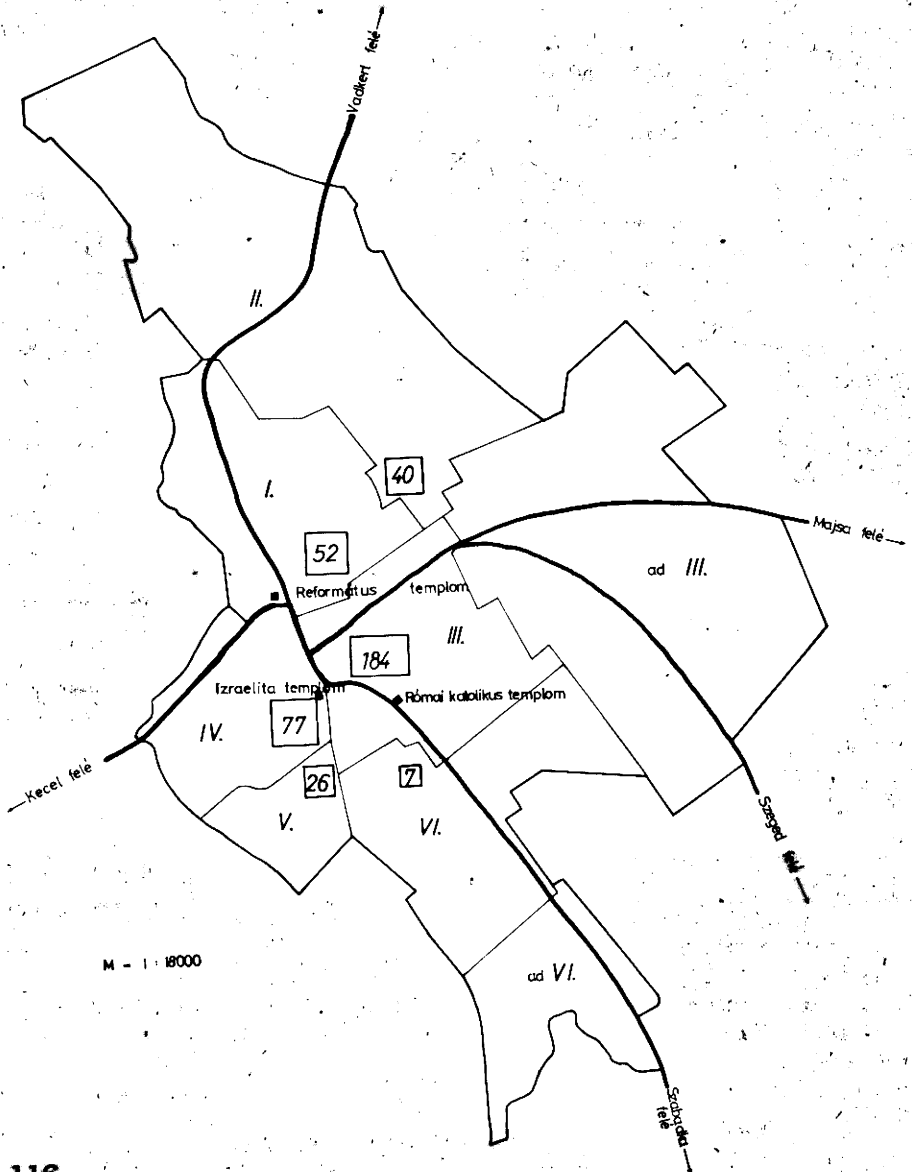 Vadkert felé
II.
40
I.
52
Majsa felé
ad III.
Református templom
III.
184
Izraelita templom
Római katolikus templom
77
IV.
Kecel felé
26
7
V.
VI.
Szeged felé
M - 1 : 18000
ad VI.
Szabadka
felé
116